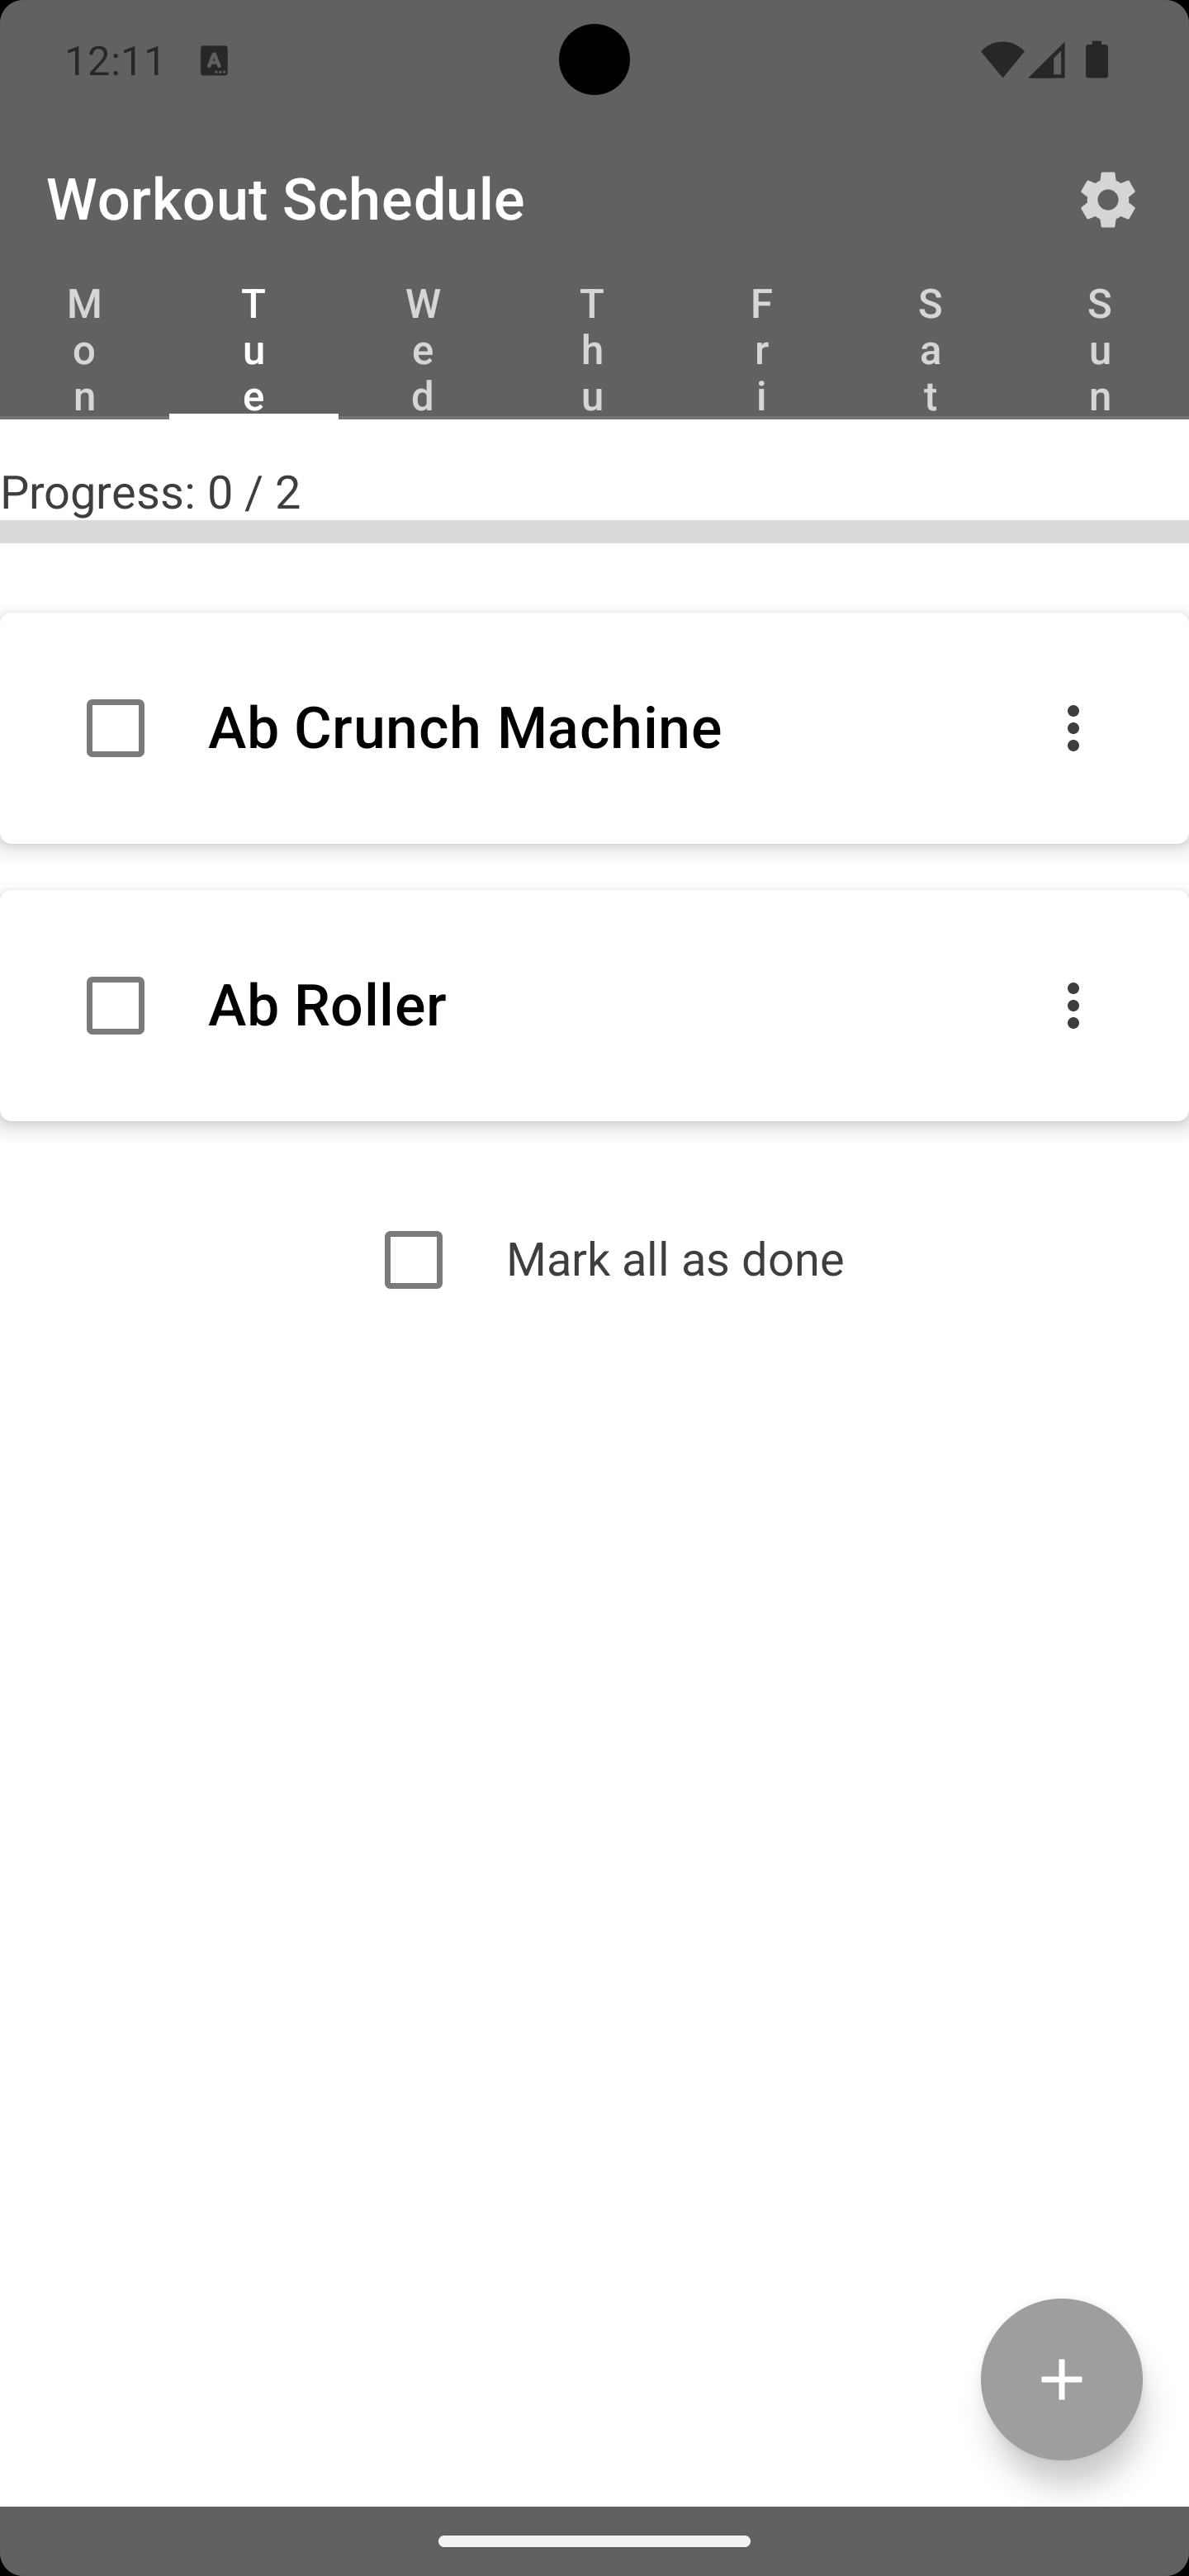 12:11
Workout Schedule
Mon Tue Wed Thu Fri Sat Sun
Progress: 0 / 2
Ab Crunch Machine
Ab Roller
Mark all as done